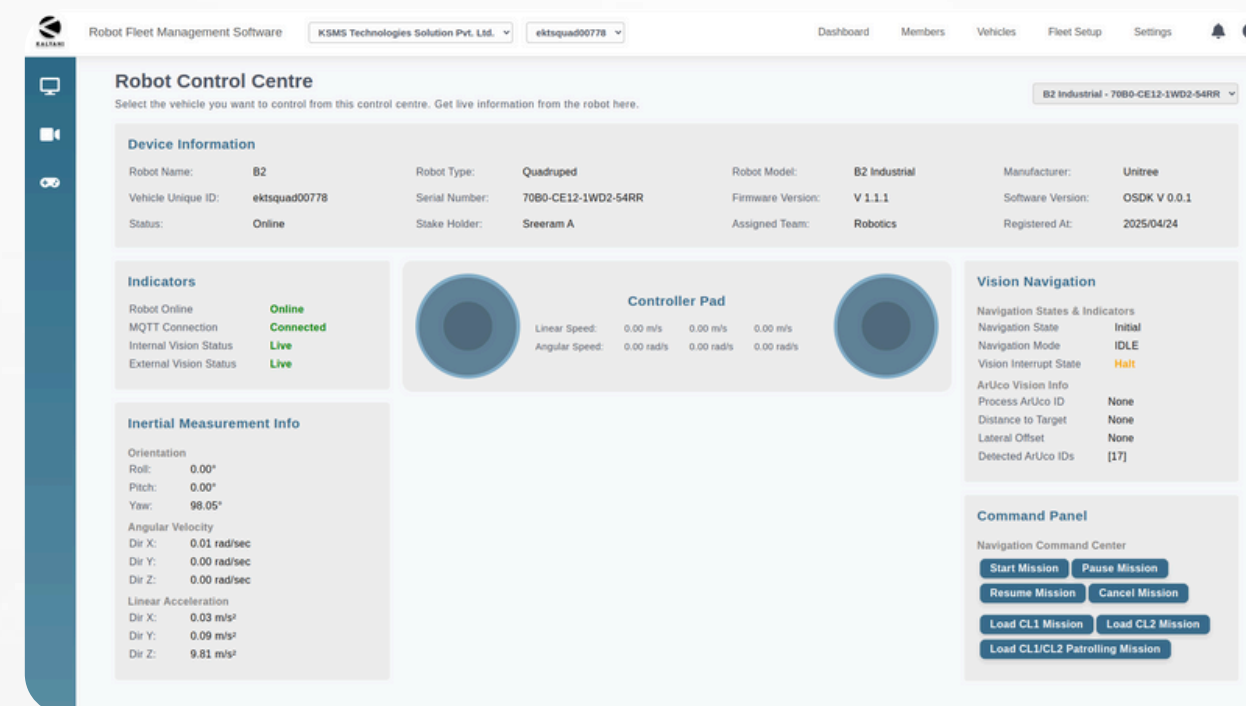 KALYANI
Robot Fleet Management Software
KSMS Technologies Solution Pvt. Ltd.
ektsquad00778
Dashboard Members Vehicles Fleet Setup Settings
Robot Control Centre
Select the vehicle you want to control from this control centre. Get live information from the robot here.
B2 Industrial - 70B0-CE12-1WD2-54RR
Device Information
Robot Name: B2 Robot Type: Quadruped Robot Model: B2 Industrial Manufacturer: Unitree
Vehicle Unique ID: ektsquad00778 Serial Number: 70B0-CE12-1WD2-54RR Firmware Version: V 1.1.1 Software Version: OSDK V 0.0.1
Status: Online Stake Holder: Sreeram A Assigned Team: Robotics Registered At: 2025/04/24
Indicators
Robot Online Online
MQTT Connection Connected
Internal Vision Status Live
External Vision Status Live
Controller Pad
Linear Speed: 0.00 m/s 0.00 m/s 0.00 m/s
Angular Speed: 0.00 rad/s 0.00 rad/s 0.00 rad/s
Vision Navigation
Navigation States & Indicators
Navigation State Initial
Navigation Mode IDLE
Vision Interrupt State Halt
ArUco Vision Info
Process ArUco ID None
Distance to Target None
Lateral Offset None
Detected ArUco IDs [17]
Inertial Measurement Info
Orientation
Roll: 0.00°
Pitch: 0.00°
Yaw: 98.05°
Angular Velocity
Dir X: 0.01 rad/sec
Dir Y: 0.00 rad/sec
Dir Z: 0.00 rad/sec
Linear Acceleration
Dir X: 0.03 m/s²
Dir Y: 0.09 m/s²
Dir Z: 9.81 m/s²
Command Panel
Navigation Command Center
Start Mission Pause Mission
Resume Mission Cancel Mission
Load CL1 Mission Load CL2 Mission
Load CL1/CL2 Patrolling Mission